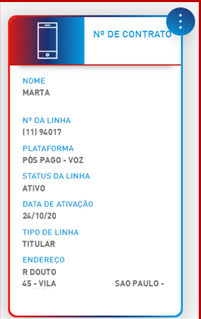 Nº DE CONTRATO
NOME
MARTA
Nº DA LINHA
(11) 94017
PLATAFORMA
PÓS PAGO - VOZ
STATUS DA LINHA
ATIVO
DATA DE ATIVAÇÃO
24/10/20
TIPO DE LINHA
TITULAR
ENDEREÇO
R DOUTO
45 - VILA SAO PAULO -